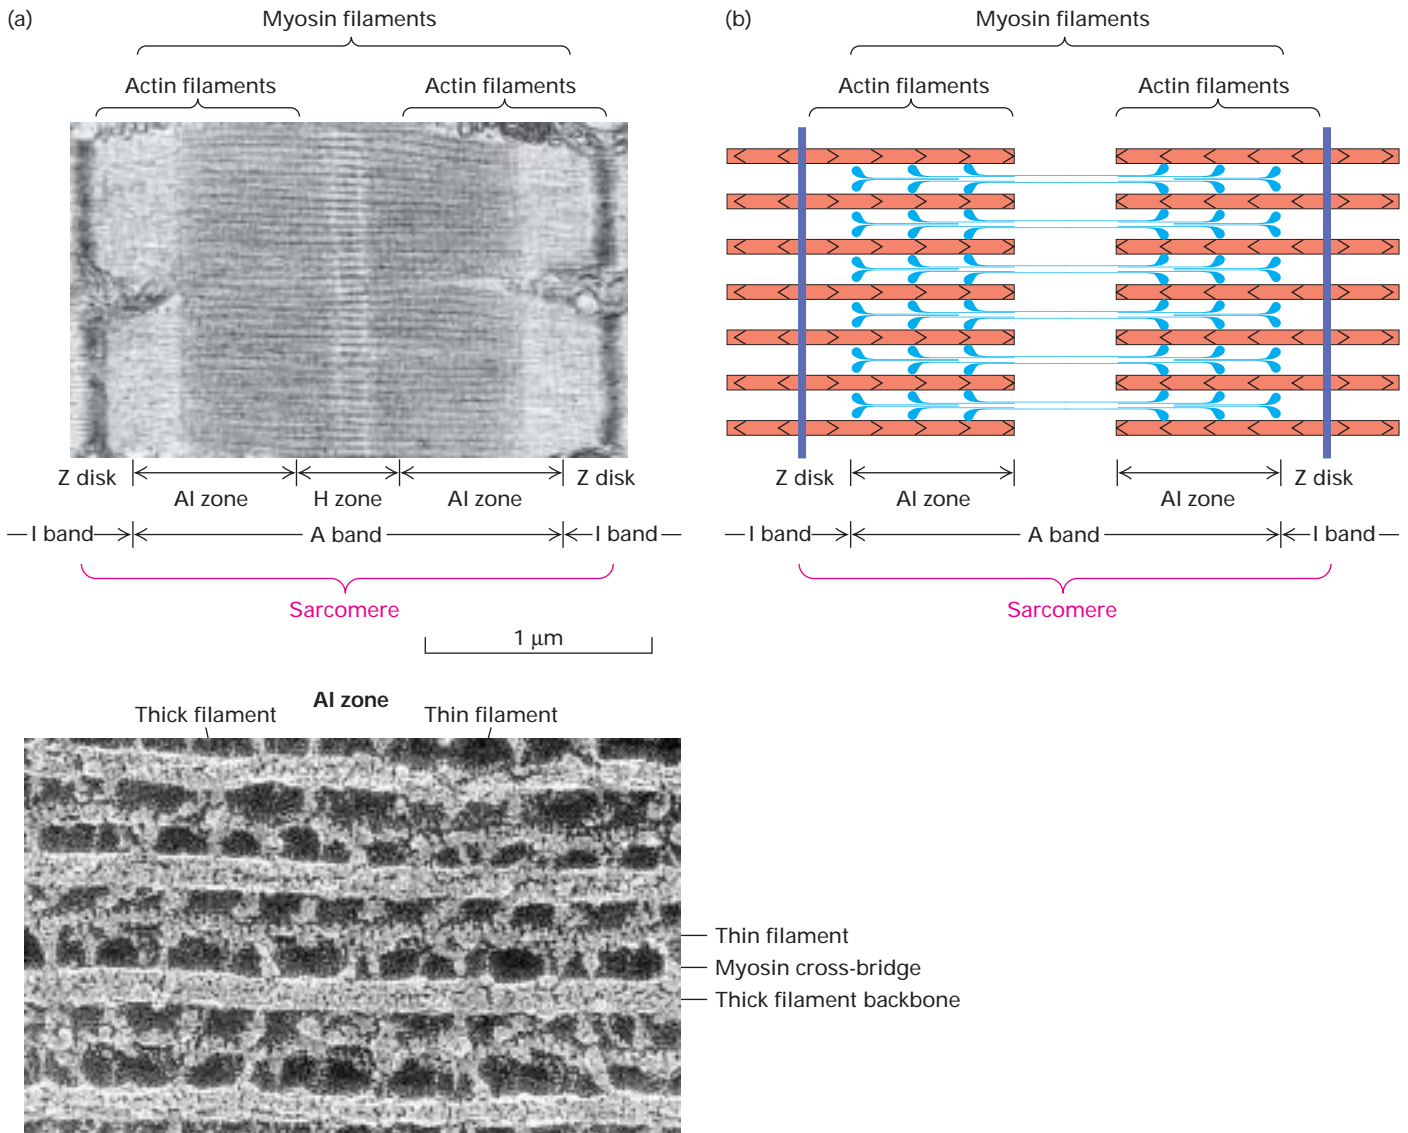 (a)
Myosin filaments
Actin filaments Actin filaments
Z disk Z disk
AI zone H zone AI zone
I band A band I band
Sarcomere
1 μm
(b)
Myosin filaments
Actin filaments Actin filaments
Z disk Z disk
AI zone AI zone
I band A band I band
Sarcomere
AI zone
Thick filament Thin filament
Thin filament
Myosin cross-bridge
Thick filament backbone